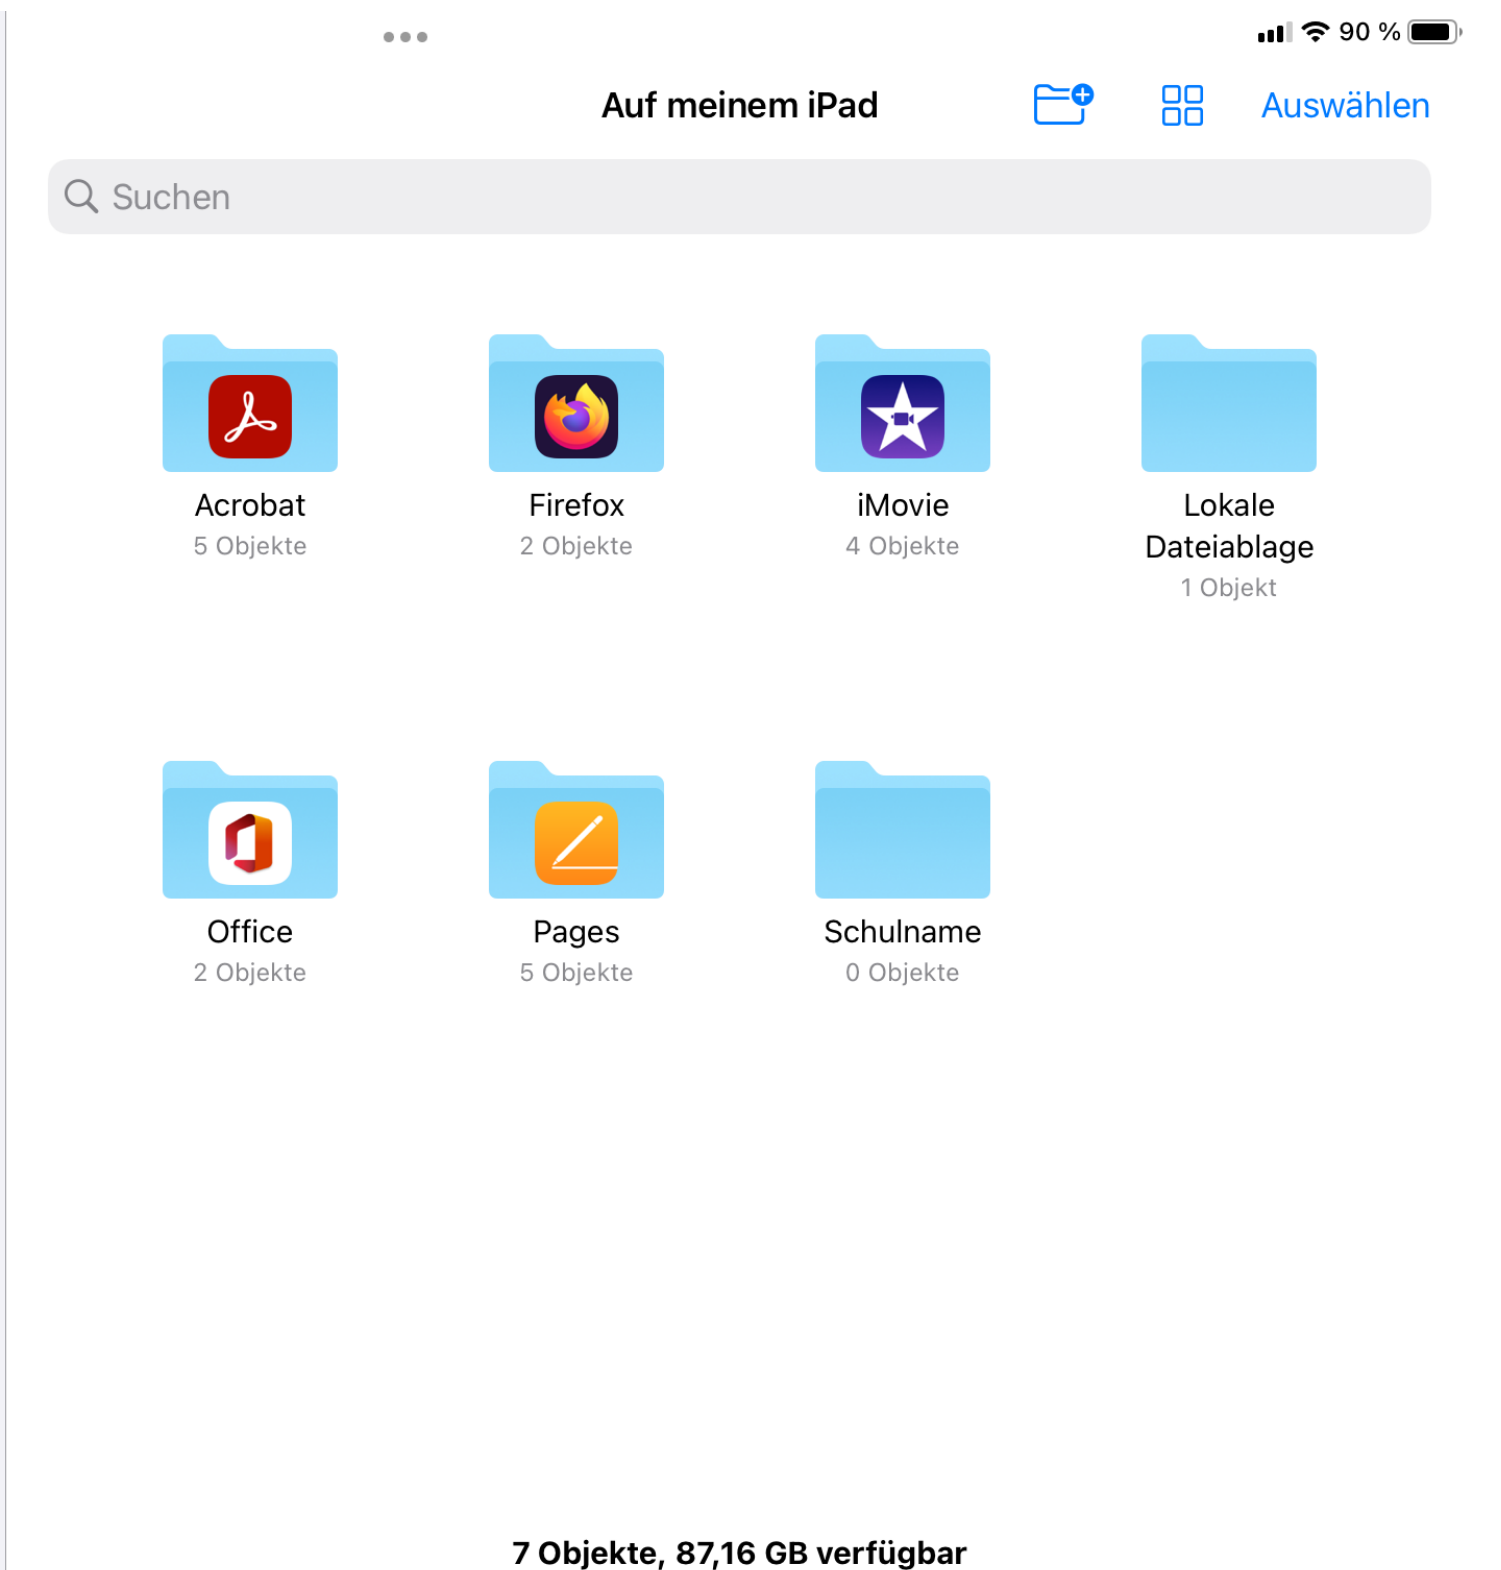 90 %
Auf meinem iPad
Auswählen
Suchen
Acrobat
5 Objekte
Firefox
2 Objekte
iMovie
4 Objekte
Lokale
Dateiablage
1 Objekt
Office
2 Objekte
Pages
5 Objekte
Schulname
0 Objekte
7 Objekte, 87,16 GB verfügbar